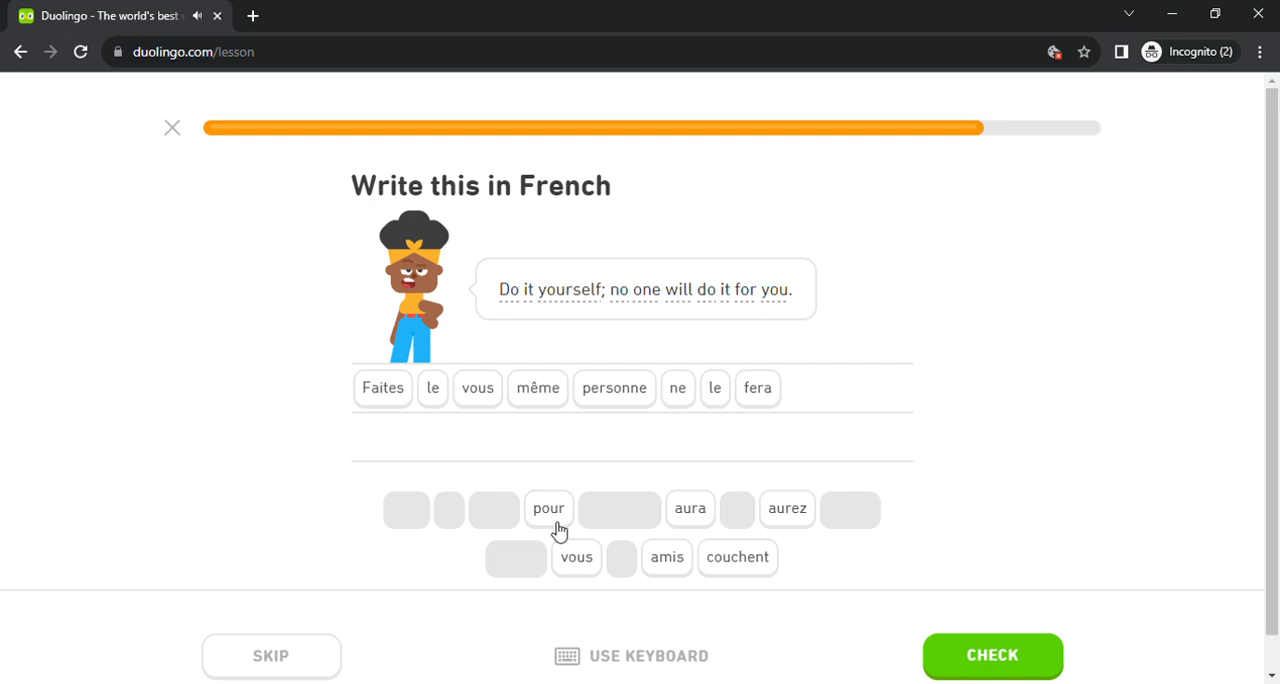 Duolingo - The world's best
duolingo.com/lesson
Incognito (2)
Write this in French
Do it yourself; no one will do it for you.
Faites le vous même personne ne le fera
pour aura aurez
vous amis couchent
SKIP USE KEYBOARD CHECK